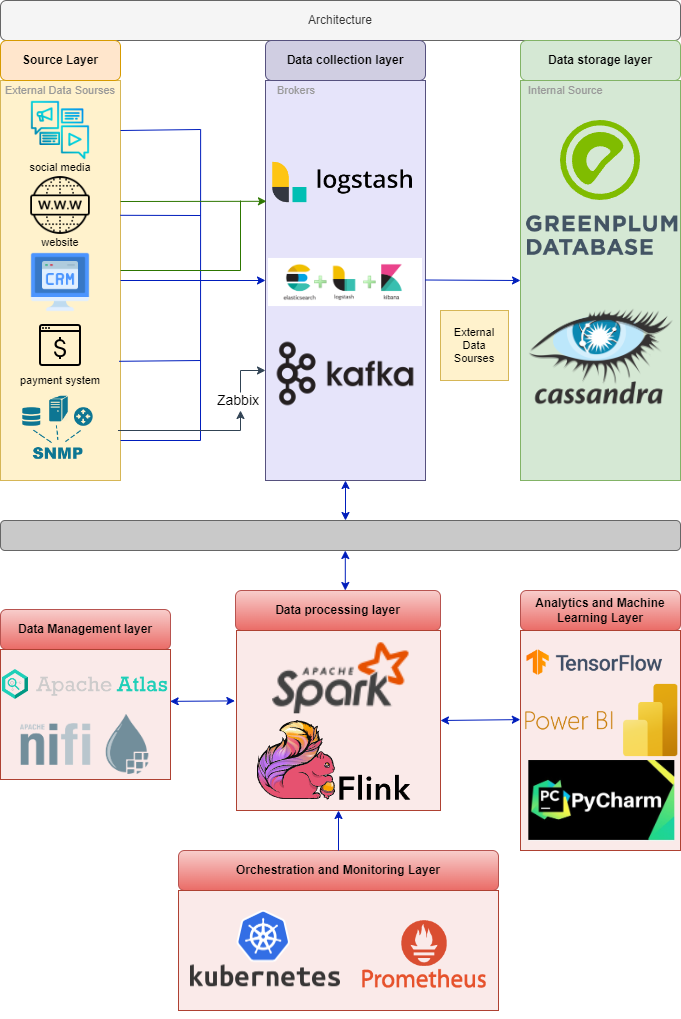 Architecture
Source Layer
Data collection layer
Data storage layer
External Data Sourses
Brokers
Internal Source
social media
logstash
W.W.W
website
GREENPLUM
DATABASE
CRM
elasticsearch
logstash
kibana
$
payment system
External
Data
Sourses
kafka
cassandra
Zabbix
SNMP
Data Management layer
Data processing layer
Analytics and Machine
Learning Layer
Apache Atlas
APACHE
Spark
TensorFlow
Power BI
APACHE
nifi
Flink
PC
PyCharm
Orchestration and Monitoring Layer
kubernetes
Prometheus